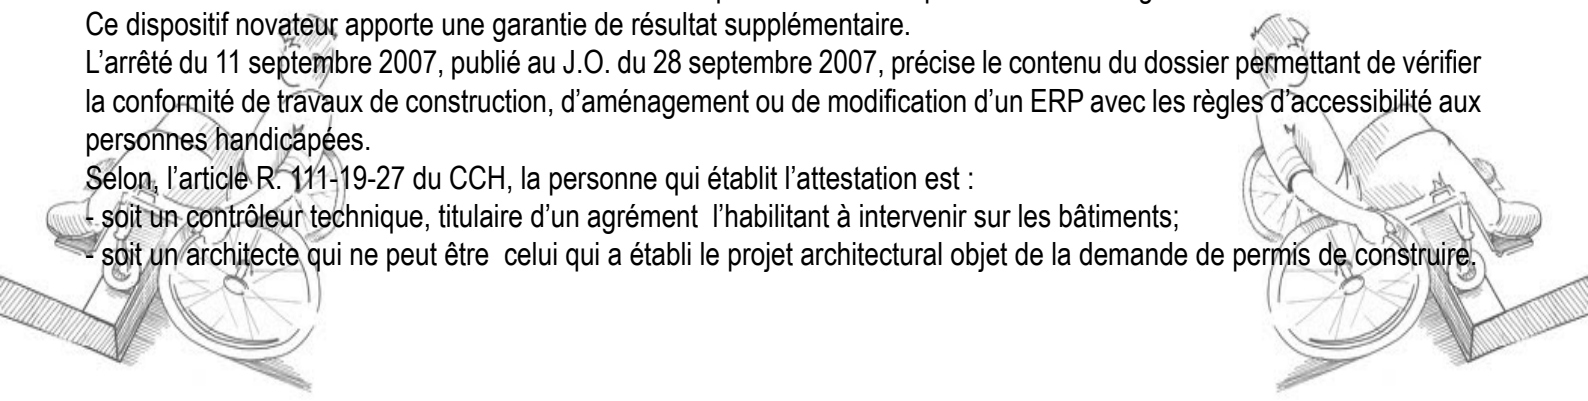 Ce dispositif novateur apporte une garantie de résultat supplémentaire.
L’arrêté du 11 septembre 2007, publié au J.O. du 28 septembre 2007, précise le contenu du dossier permettant de vérifier
la conformité de travaux de construction, d’aménagement ou de modification d’un ERP avec les règles d’accessibilité aux
personnes handicapées.
Selon, l’article R. 111-19-27 du CCH, la personne qui établit l’attestation est :
- soit un contrôleur technique, titulaire d’un agrément  l’habilitant à intervenir sur les bâtiments;
- soit un architecte qui ne peut être  celui qui a établi le projet architectural objet de la demande de permis de construire.